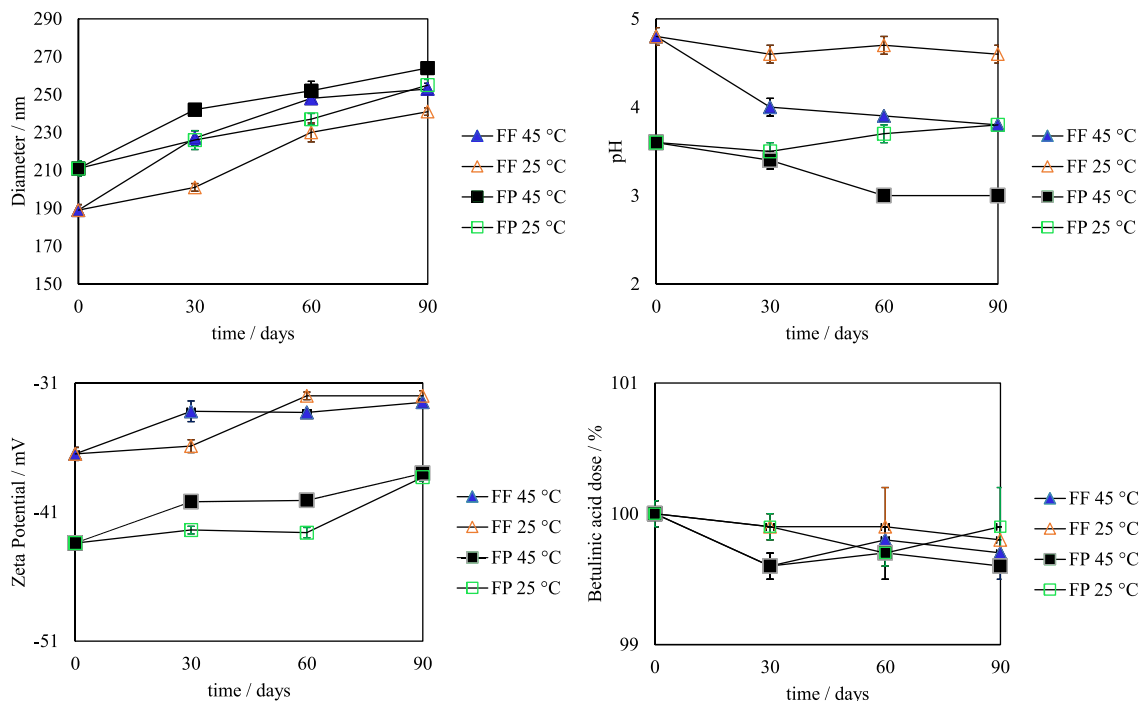 Diameter / nm
290
270
250
230
210
190
170
150
0
30
60
90
time / days
FF 45 °C
FF 25 °C
FP 45 °C
FP 25 °C
pH
5
4
3
2
0
30
60
90
time / days
FF 45 °C
FF 25 °C
FP 45 °C
FP 25 °C
Zeta Potential / mV
-31
-41
-51
0
30
60
90
time / days
FF 45 °C
FF 25 °C
FP 45 °C
FP 25 °C
Betulinic acid dose / %
101
100
99
0
30
60
90
time / days
FF 45 °C
FF 25 °C
FP 45 °C
FP 25 °C